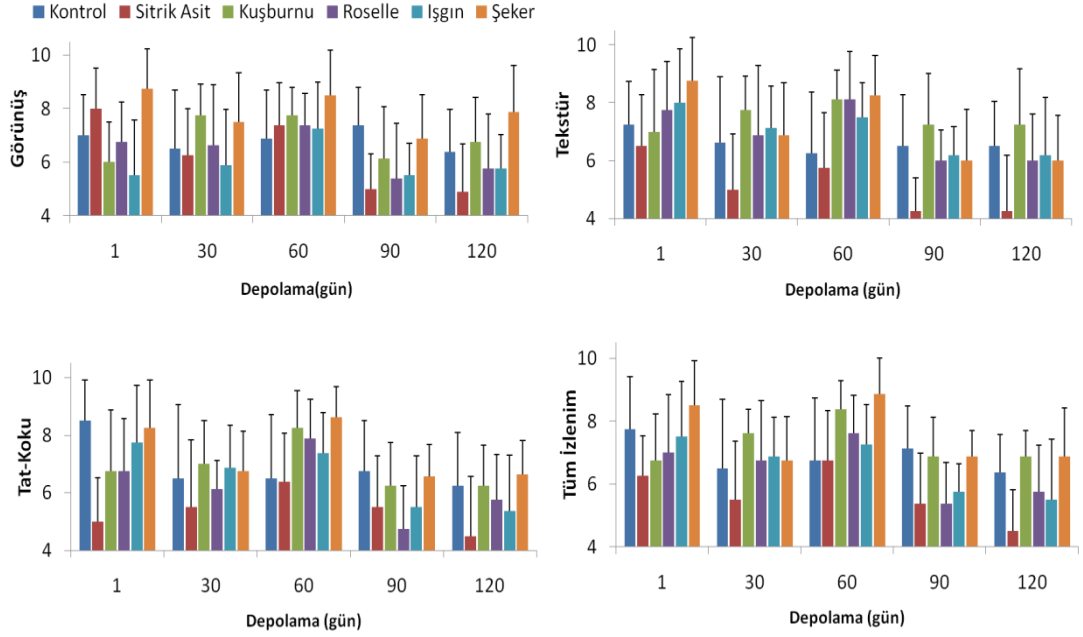 Kontrol Sitrik Asit Kuşburnu Roselle Işgın Şeker
Görünüş
10
8
6
4
1 30 60 90 120
Depolama(gün)
Tekstür
10
8
6
4
1 30 60 90 120
Depolama (gün)
Tat-Koku
10
8
6
4
1 30 60 90 120
Depolama (gün)
Tüm İzlenim
10
8
6
4
1 30 60 90 120
Depolama (gün)